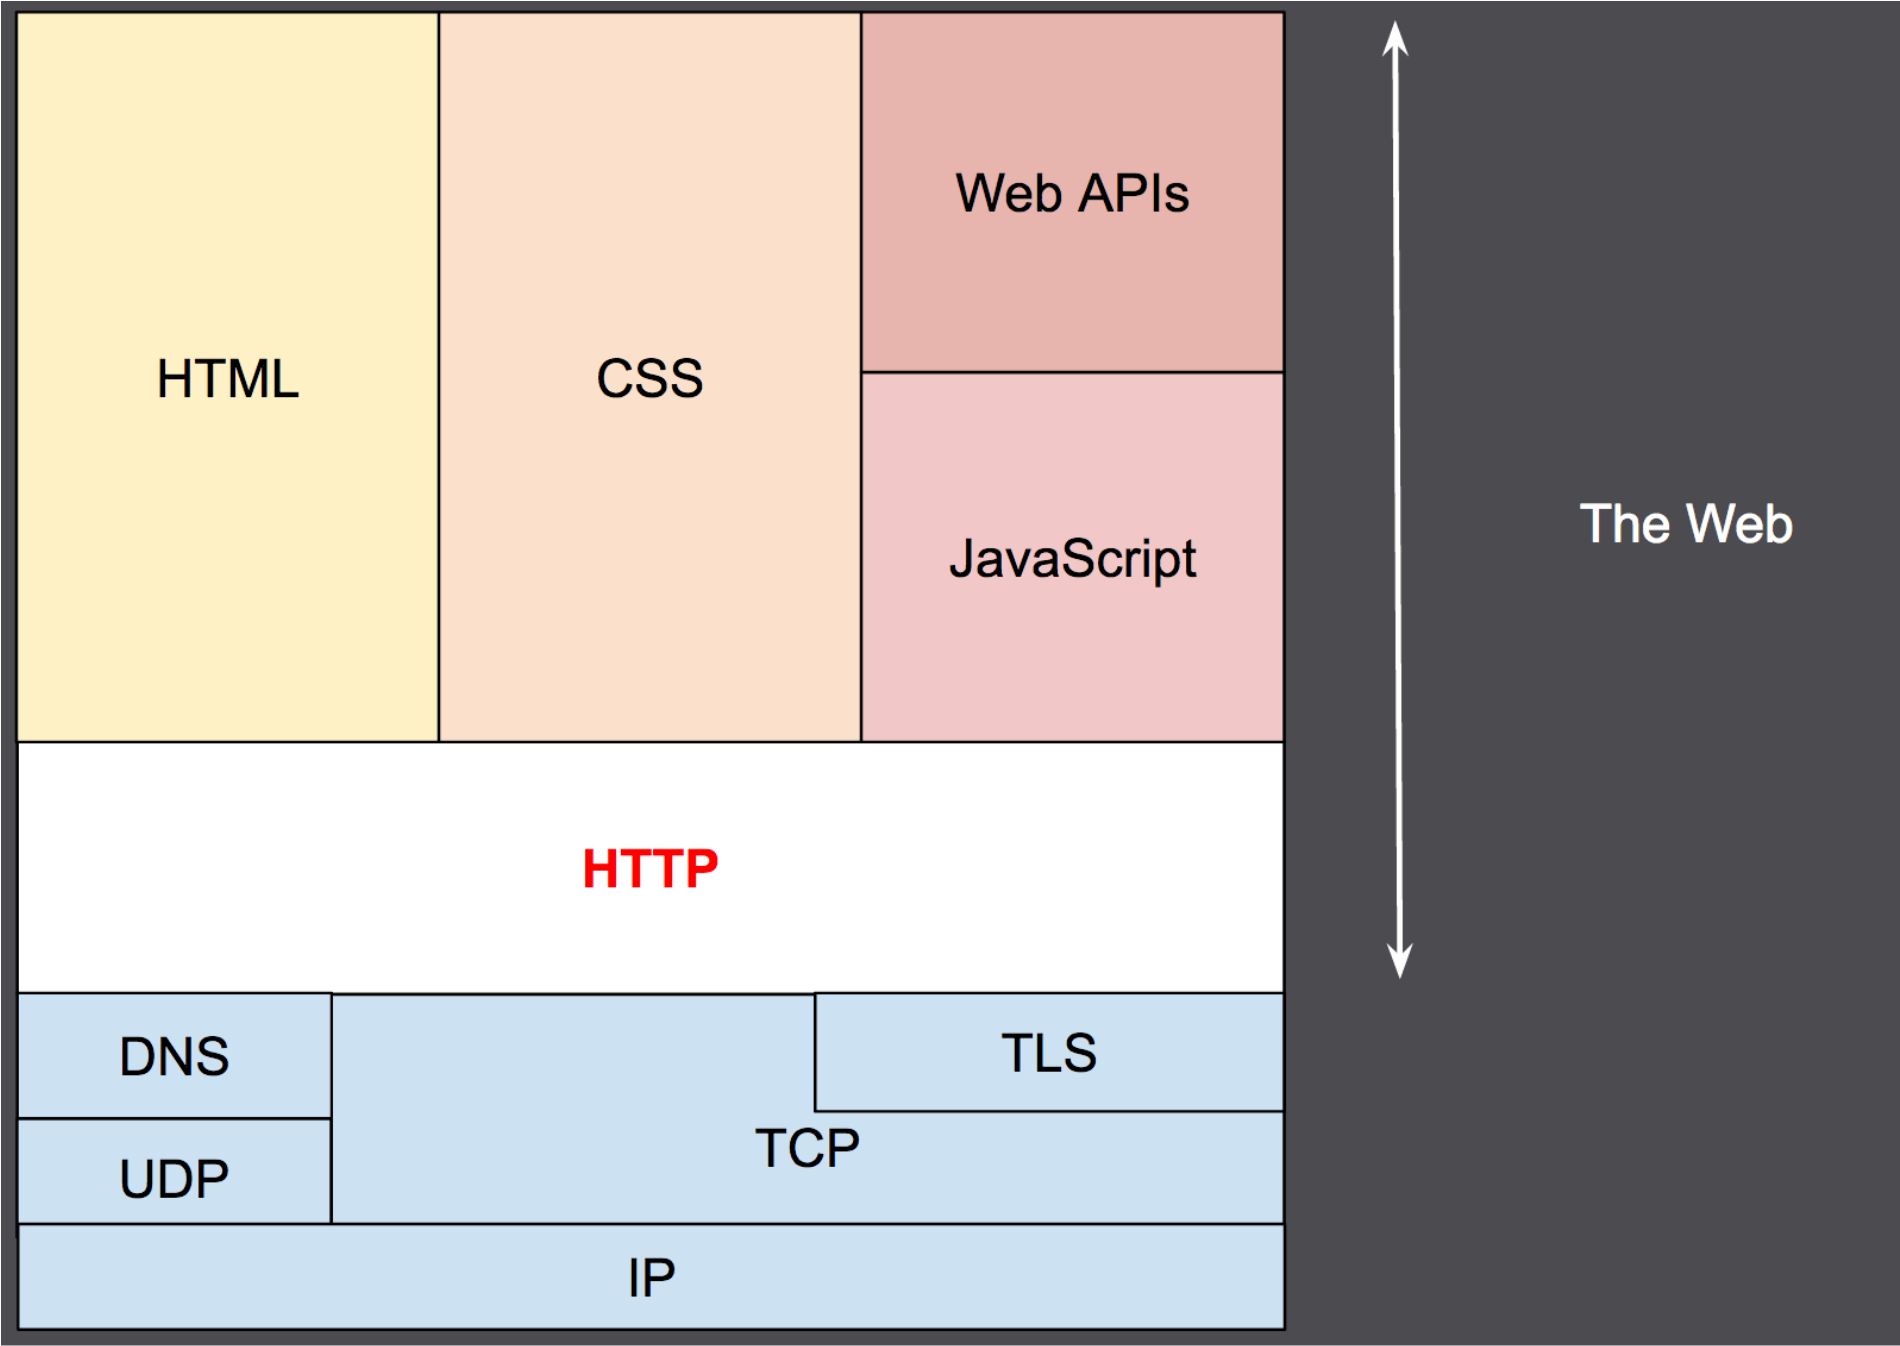 Web APIs
HTML
CSS
JavaScript
The Web
HTTP
DNS
TLS
TCP
UDP
IP